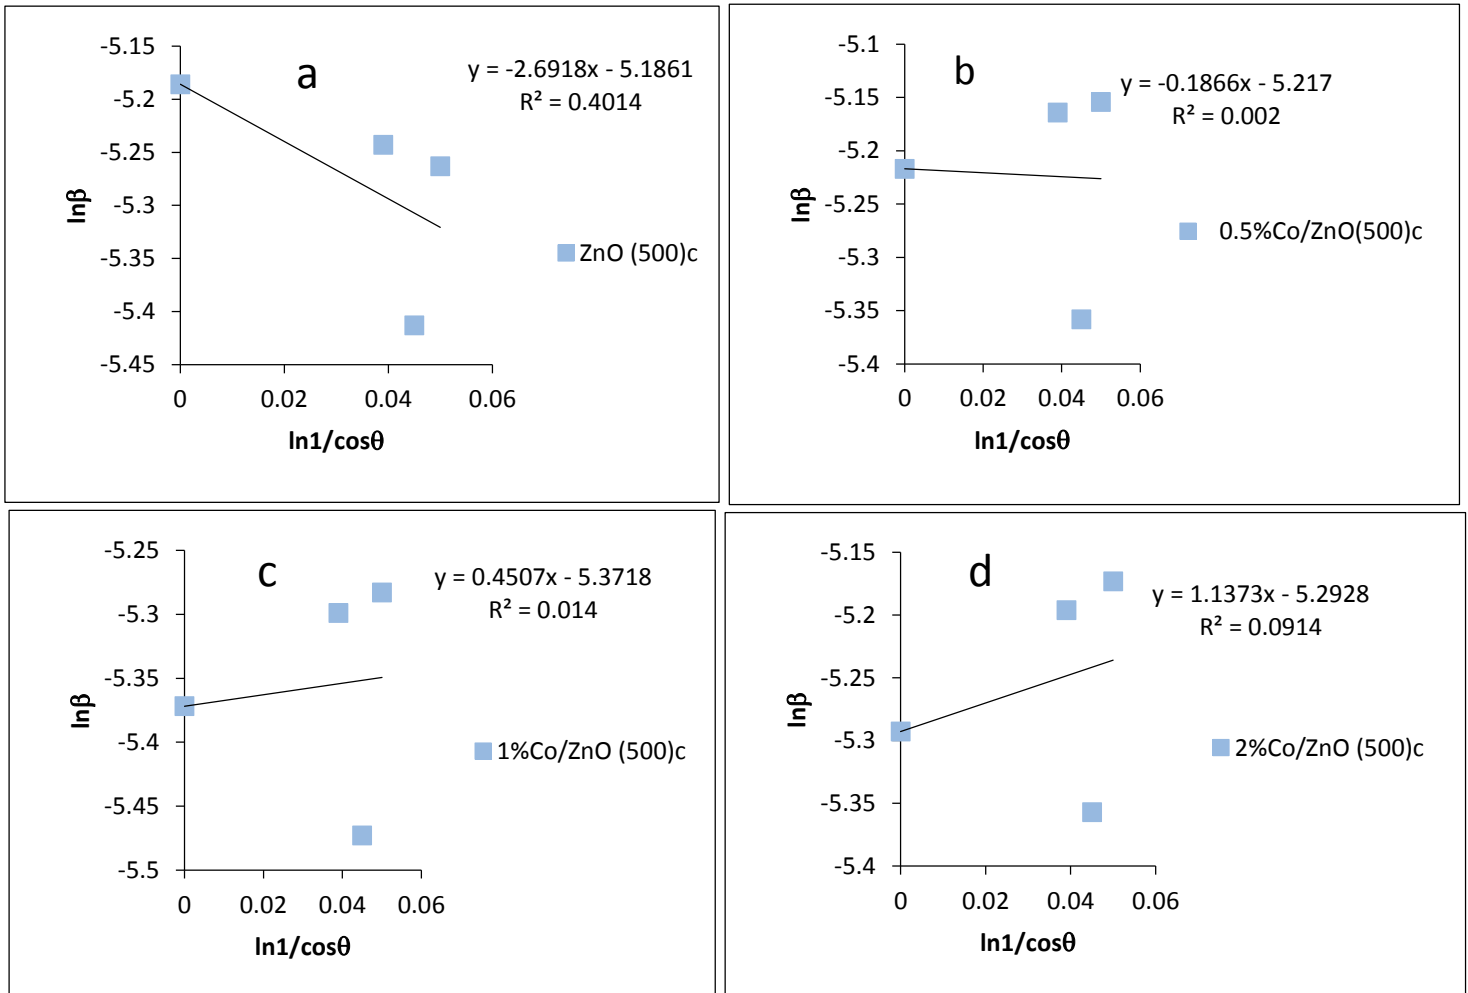 a
y = -2.6918x - 5.1861
R² = 0.4014
-5.15
-5.2
-5.25
-5.3
-5.35
-5.4
-5.45
lnβ
ZnO (500)c
0 0.02 0.04 0.06
ln1/cosθ
b
y = -0.1866x - 5.217
R² = 0.002
-5.1
-5.15
-5.2
-5.25
-5.3
-5.35
-5.4
lnβ
0.5%Co/ZnO(500)c
0 0.02 0.04 0.06
ln1/cosθ
c
y = 0.4507x - 5.3718
R² = 0.014
-5.25
-5.3
-5.35
-5.4
-5.45
-5.5
lnβ
1%Co/ZnO (500)c
0 0.02 0.04 0.06
ln1/cosθ
d
y = 1.1373x - 5.2928
R² = 0.0914
-5.15
-5.2
-5.25
-5.3
-5.35
-5.4
lnβ
2%Co/ZnO (500)c
0 0.02 0.04 0.06
ln1/cosθ